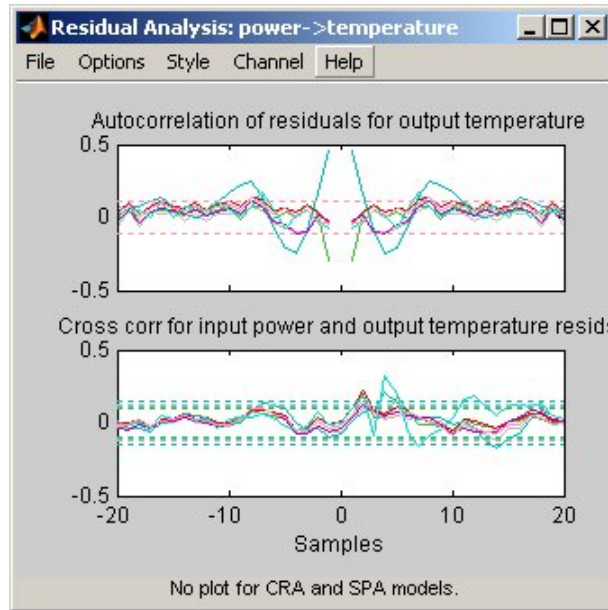 Residual Analysis: power->temperature
File Options Style Channel Help
Autocorrelation of residuals for output temperature
0.5
0
-0.5
Cross corr for input power and output temperature resids
0.5
0
-0.5
-20 -10 0 10 20
Samples
No plot for CRA and SPA models.